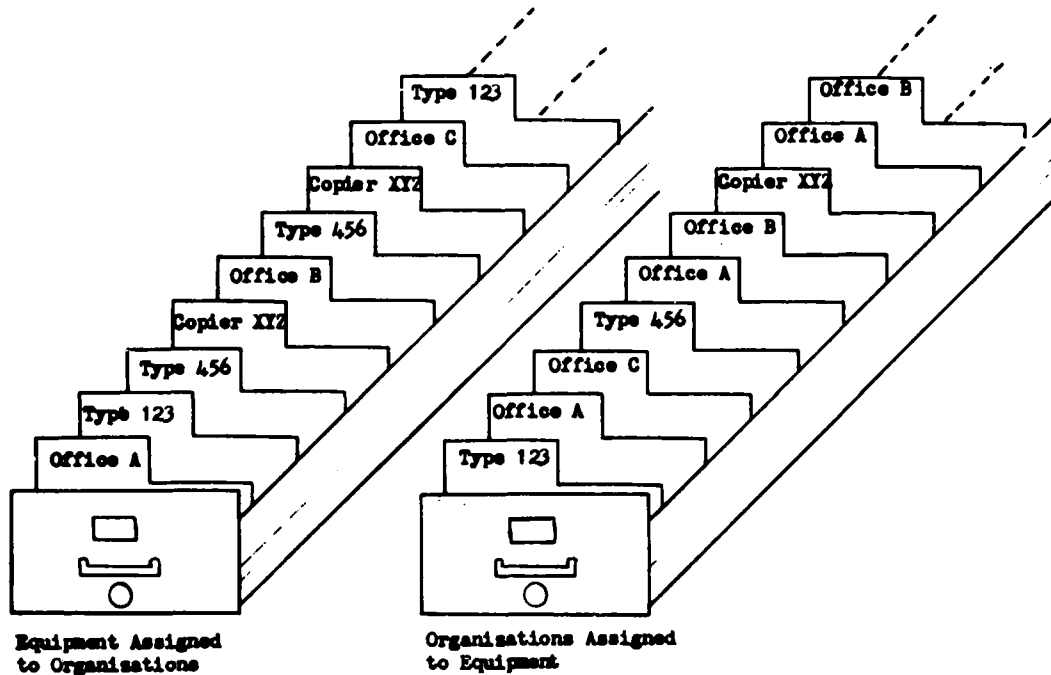 Type 123
Office C
Copier XYZ
Type 456
Office B
Copier XYZ
Type 456
Type 123
Office A
Equipment Assigned
to Organisations
Office B
Office A
Copier XYZ
Office B
Office A
Type 456
Office C
Office A
Type 123
Organisations Assigned
to Equipment